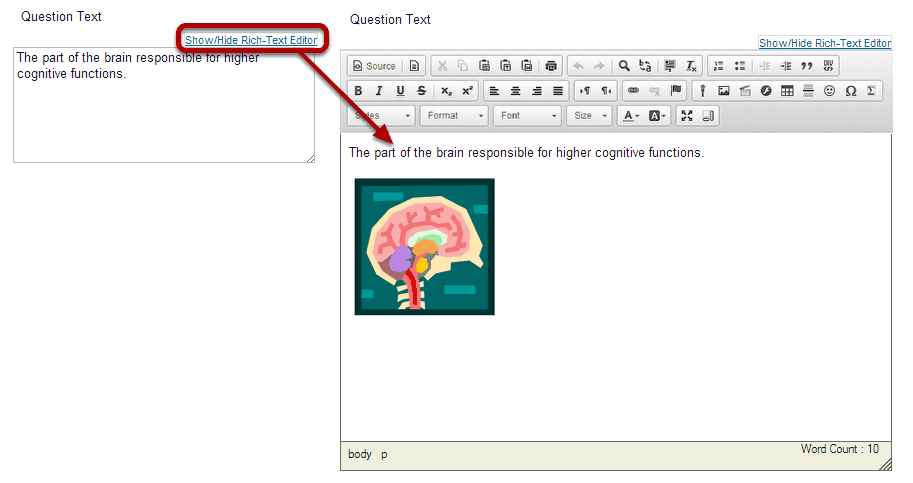 Question Text
Show/Hide Rich-Text Editor
The part of the brain responsible for higher
cognitive functions.
Question Text
Show/Hide Rich-Text Editor
Source
B I U S x₂ x²
Styles Format Font Size A A
The part of the brain responsible for higher cognitive functions.
body p Word Count : 10